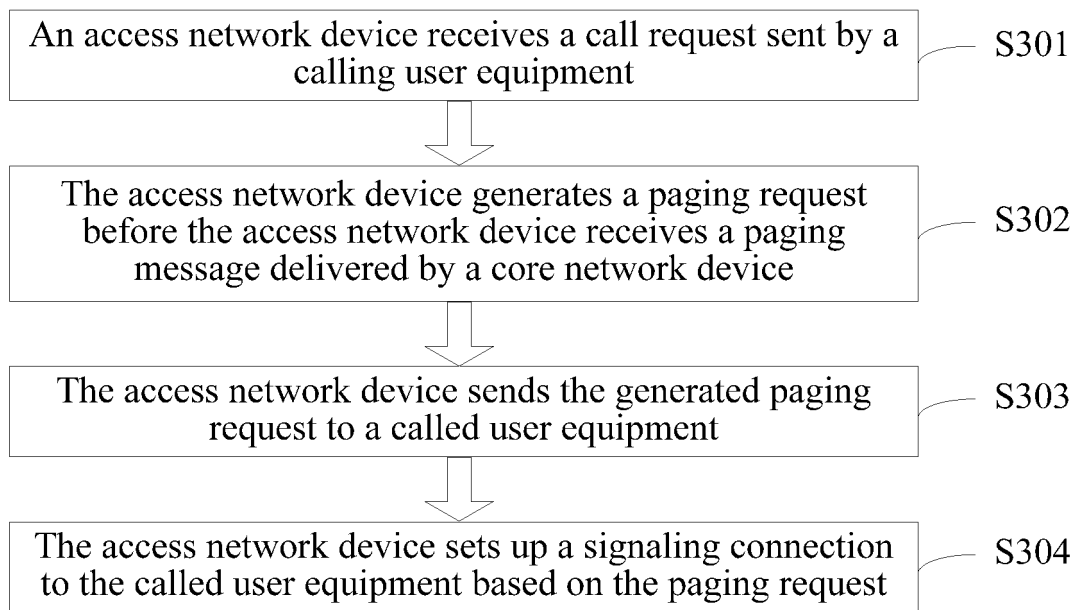 An access network device receives a call request sent by a
calling user equipment
S301
The access network device generates a paging request
before the access network device receives a paging
message delivered by a core network device
S302
The access network device sends the generated paging
request to a called user equipment
S303
The access network device sets up a signaling connection
to the called user equipment based on the paging request
S304